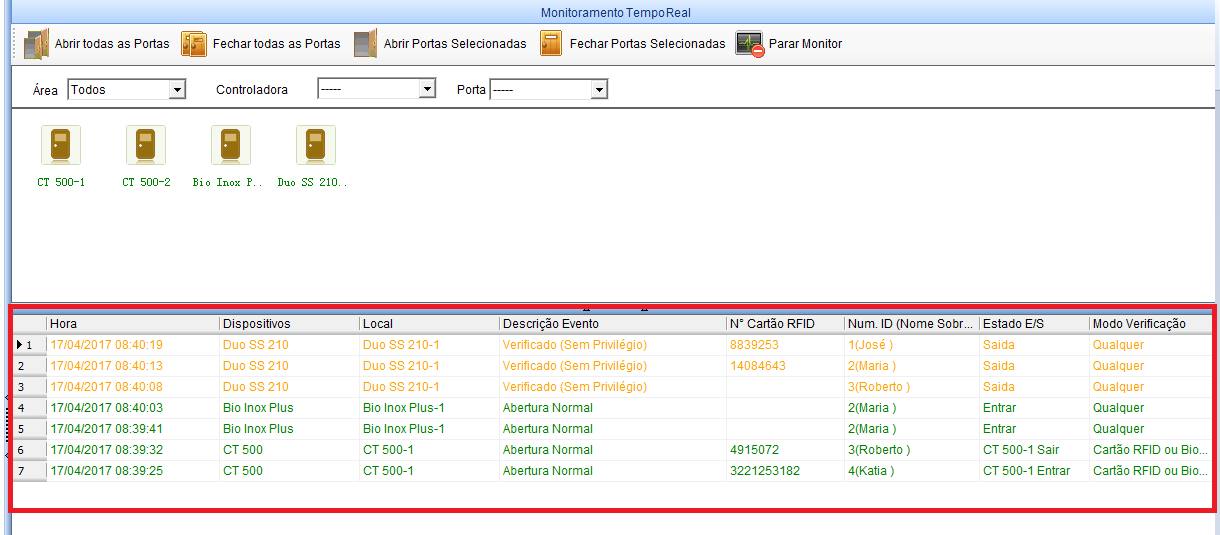 Monitoramento TempoReal
Abrir todas as Portas Fechar todas as Portas Abrir Portas Selecionadas Fechar Portas Selecionadas Parar Monitor
Área Todos Controladora ----- Porta -----
CT 500-1 CT 500-2 Bio Inox P.. Duo SS 210..
Hora Dispositivos Local Descrição Evento N° Cartão RFID Num. ID (Nome Sobr... Estado E/S Modo Verificação
1 17/04/2017 08:40:19 Duo SS 210 Duo SS 210-1 Verificado (Sem Privilégio) 8839253 1(José ) Saida Qualquer
2 17/04/2017 08:40:13 Duo SS 210 Duo SS 210-1 Verificado (Sem Privilégio) 14084643 2(Maria ) Saida Qualquer
3 17/04/2017 08:40:08 Duo SS 210 Duo SS 210-1 Verificado (Sem Privilégio) 3(Roberto ) Saida Qualquer
4 17/04/2017 08:40:03 Bio Inox Plus Bio Inox Plus-1 Abertura Normal 2(Maria ) Entrar Qualquer
5 17/04/2017 08:39:41 Bio Inox Plus Bio Inox Plus-1 Abertura Normal 2(Maria ) Entrar Qualquer
6 17/04/2017 08:39:32 CT 500 CT 500-1 Abertura Normal 4915072 3(Roberto ) CT 500-1 Sair Cartão RFID ou Bio...
7 17/04/2017 08:39:25 CT 500 CT 500-1 Abertura Normal 3221253182 4(Katia ) CT 500-1 Entrar Cartão RFID ou Bio...